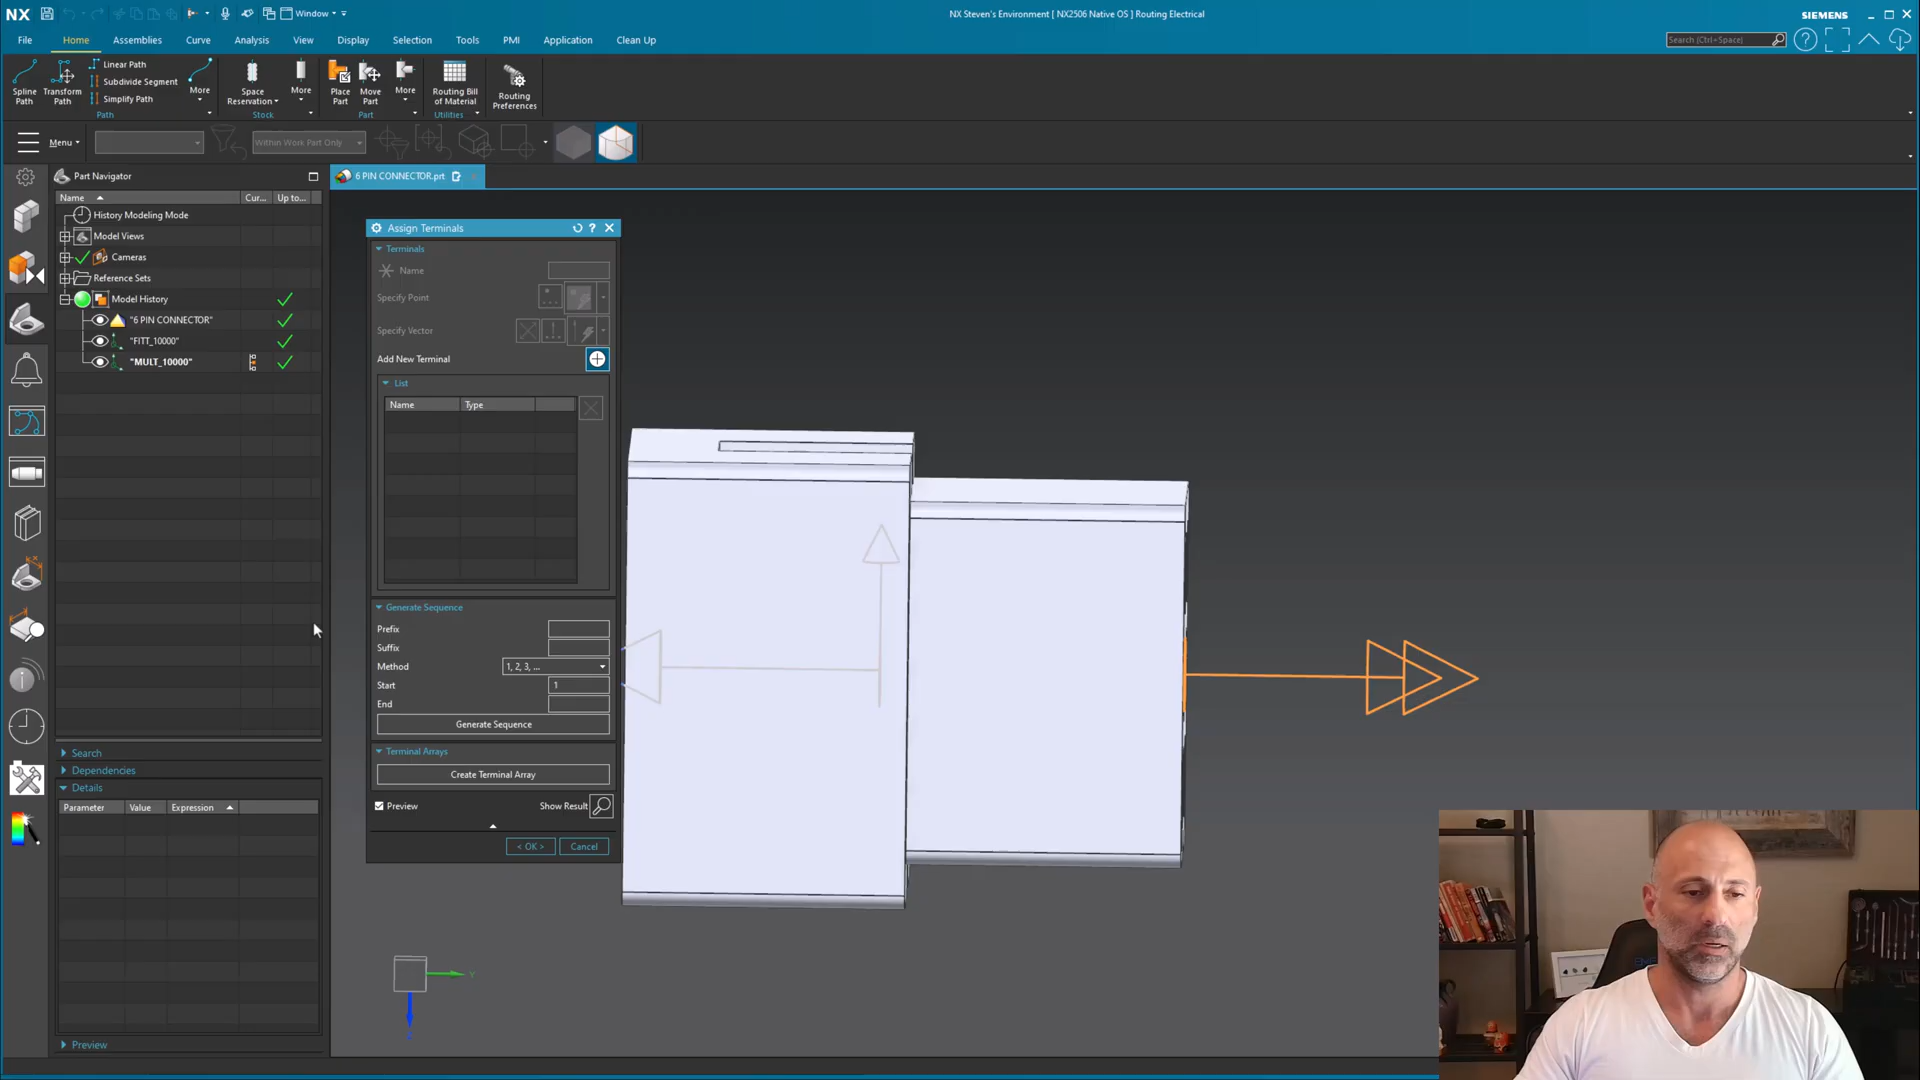 NX
Window
NX Steven's Environment [ NX2506 Native OS ] Routing Electrical
SIEMENS
File
Home
Assemblies
Curve
Analysis
View
Display
Selection
Tools
PMI
Application
Clean Up
Search (Ctrl+Space)
Spline Path
Transform Path
Linear Path
Subdivide Segment
Simplify Path
More
Path
Space Reservation
More
Stock
Place Part
Move Part
More
Part
Routing Bill of Material
Utilities
Routing Preferences
Menu
Within Work Part Only
Part Navigator
Name
Cur...
Up to...
History Modeling Mode
Model Views
Cameras
Reference Sets
Model History
"6 PIN CONNECTOR"
"FITT_10000"
"MULT_10000"
Search
Dependencies
Details
Parameter
Value
Expression
Preview
6 PIN CONNECTOR.prt
Assign Terminals
Terminals
Name
Specify Point
Specify Vector
Add New Terminal
List
Name
Type
Generate Sequence
Prefix
Suffix
Method
1, 2, 3, ...
Start
1
End
Generate Sequence
Terminal Arrays
Create Terminal Array
Preview
Show Result
< OK >
Cancel
Y